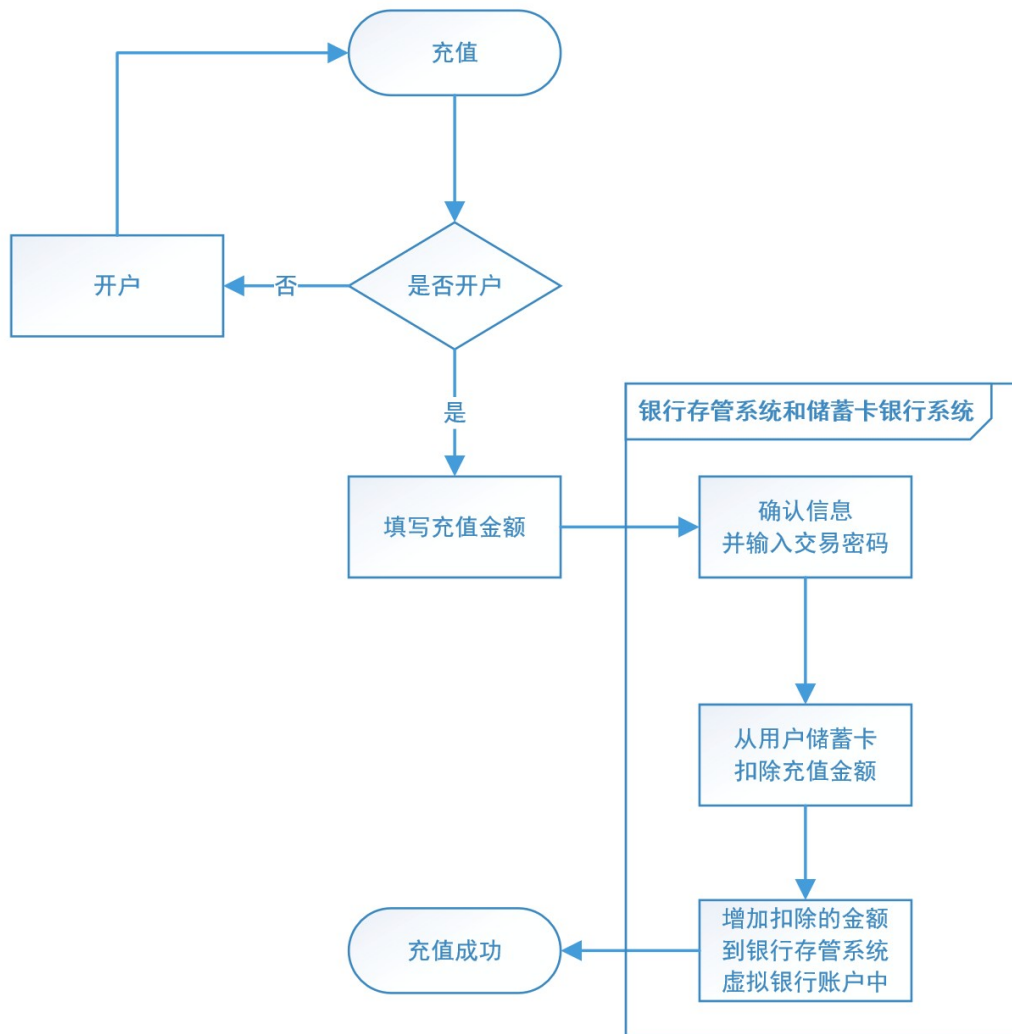 充值
开户
否
是否开户
是
银行存管系统和储蓄卡银行系统
填写充值金额
确认信息
并输入交易密码
从用户储蓄卡
扣除充值金额
增加扣除的金额
到银行存管系统
虚拟银行账户中
充值成功